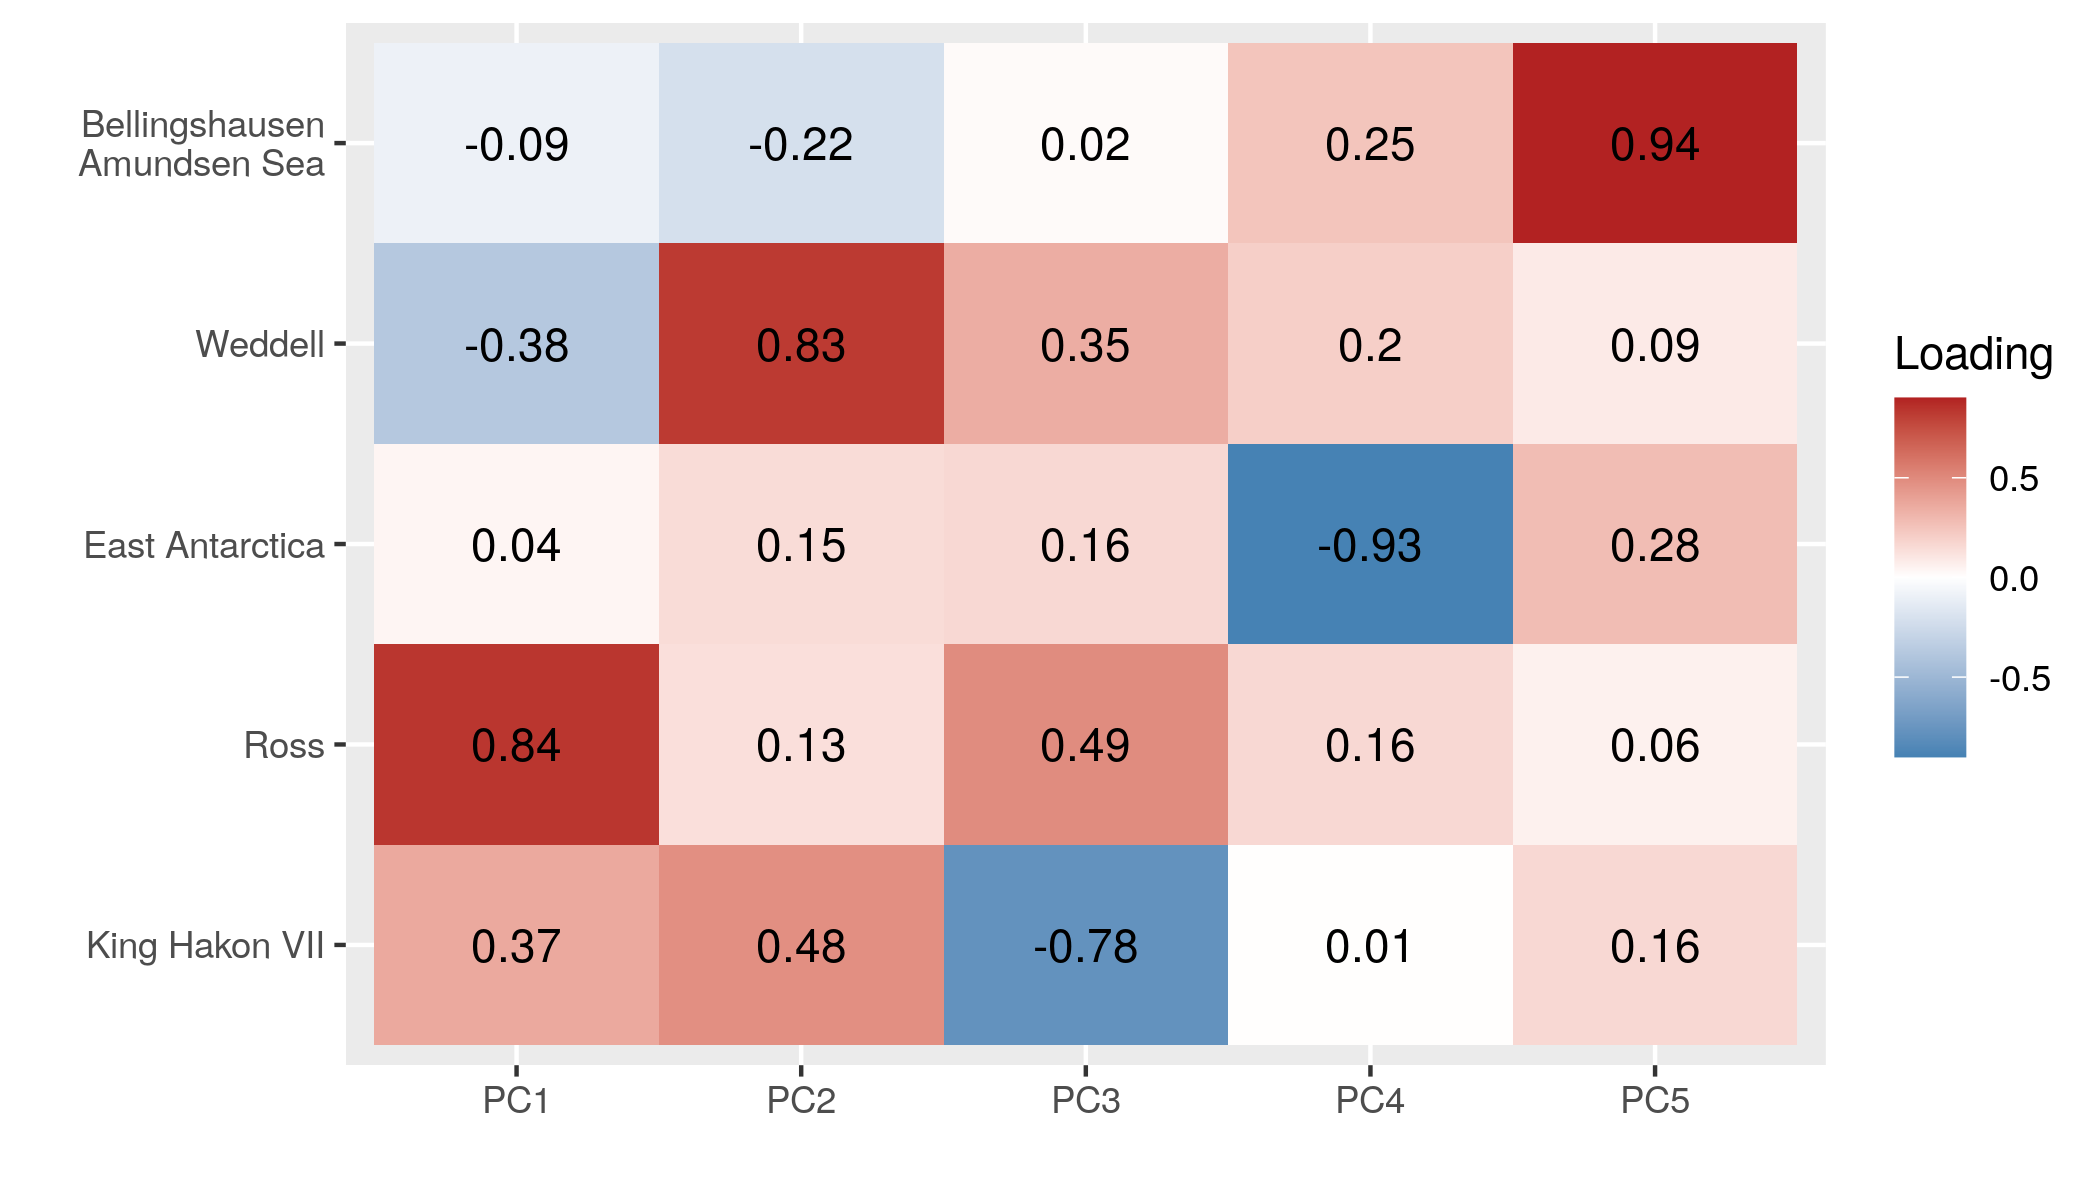 Bellingshausen
Amundsen Sea
-0.09 -0.22 0.02 0.25 0.94
Weddell -0.38 0.83 0.35 0.2 0.09
East Antarctica 0.04 0.15 0.16 -0.93 0.28
Ross 0.84 0.13 0.49 0.16 0.06
King Hakon VII 0.37 0.48 -0.78 0.01 0.16
PC1 PC2 PC3 PC4 PC5
Loading
0.5
0.0
-0.5